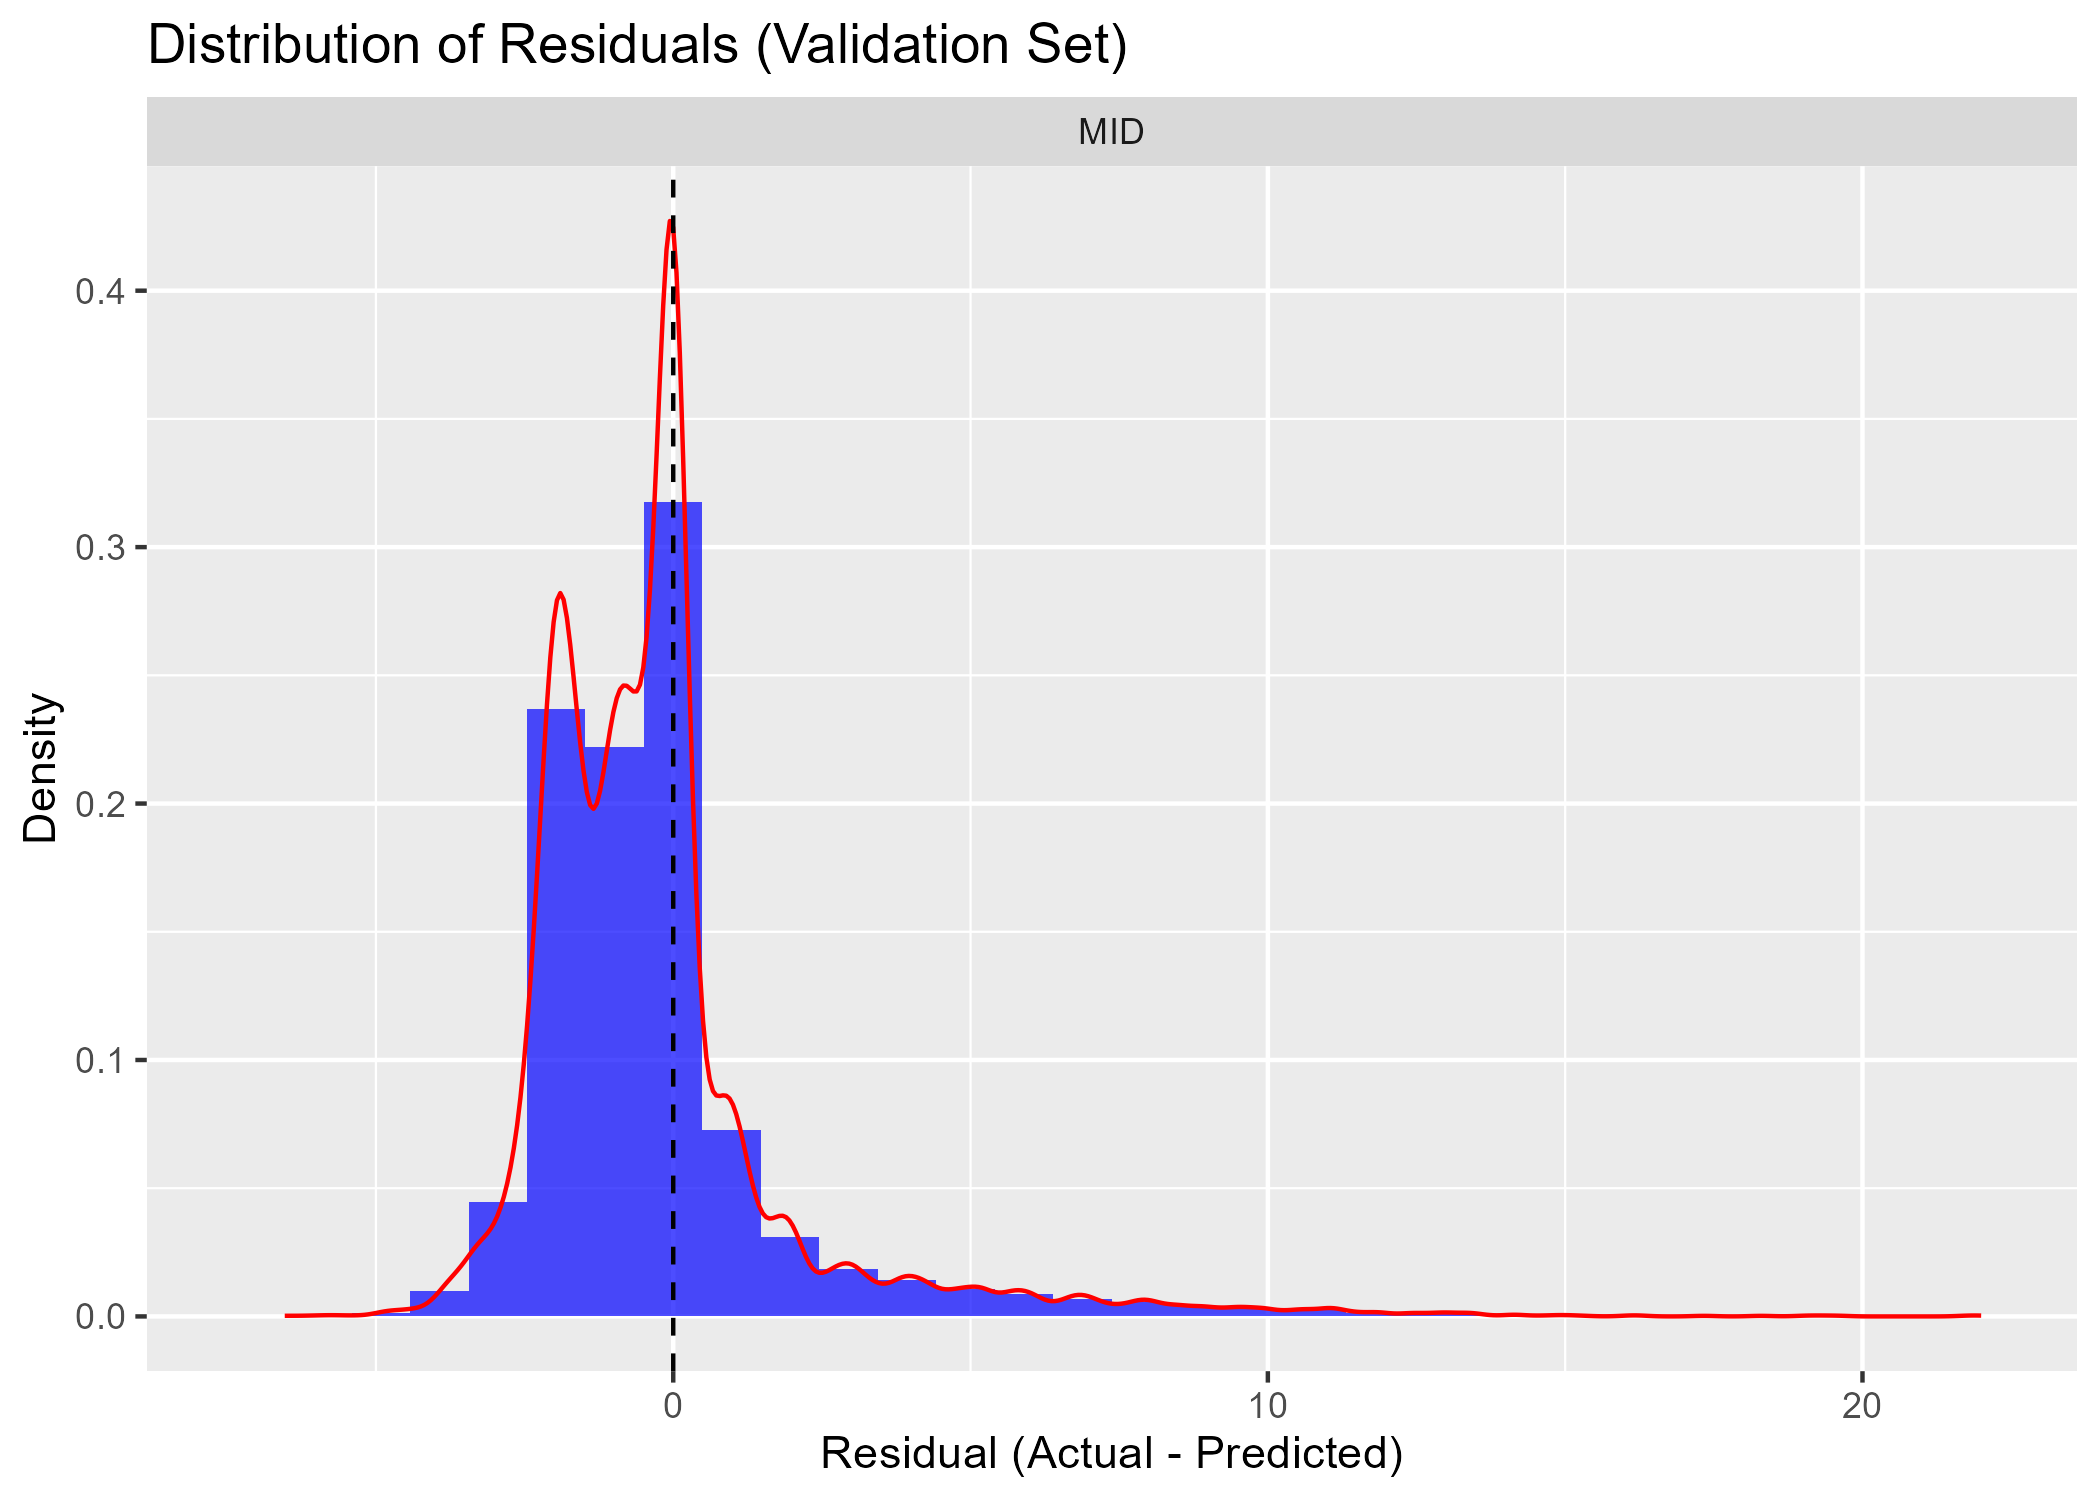 Distribution of Residuals (Validation Set)
MID
0.4
0.3
0.2
0.1
0.0
Density
0 10 20
Residual (Actual - Predicted)